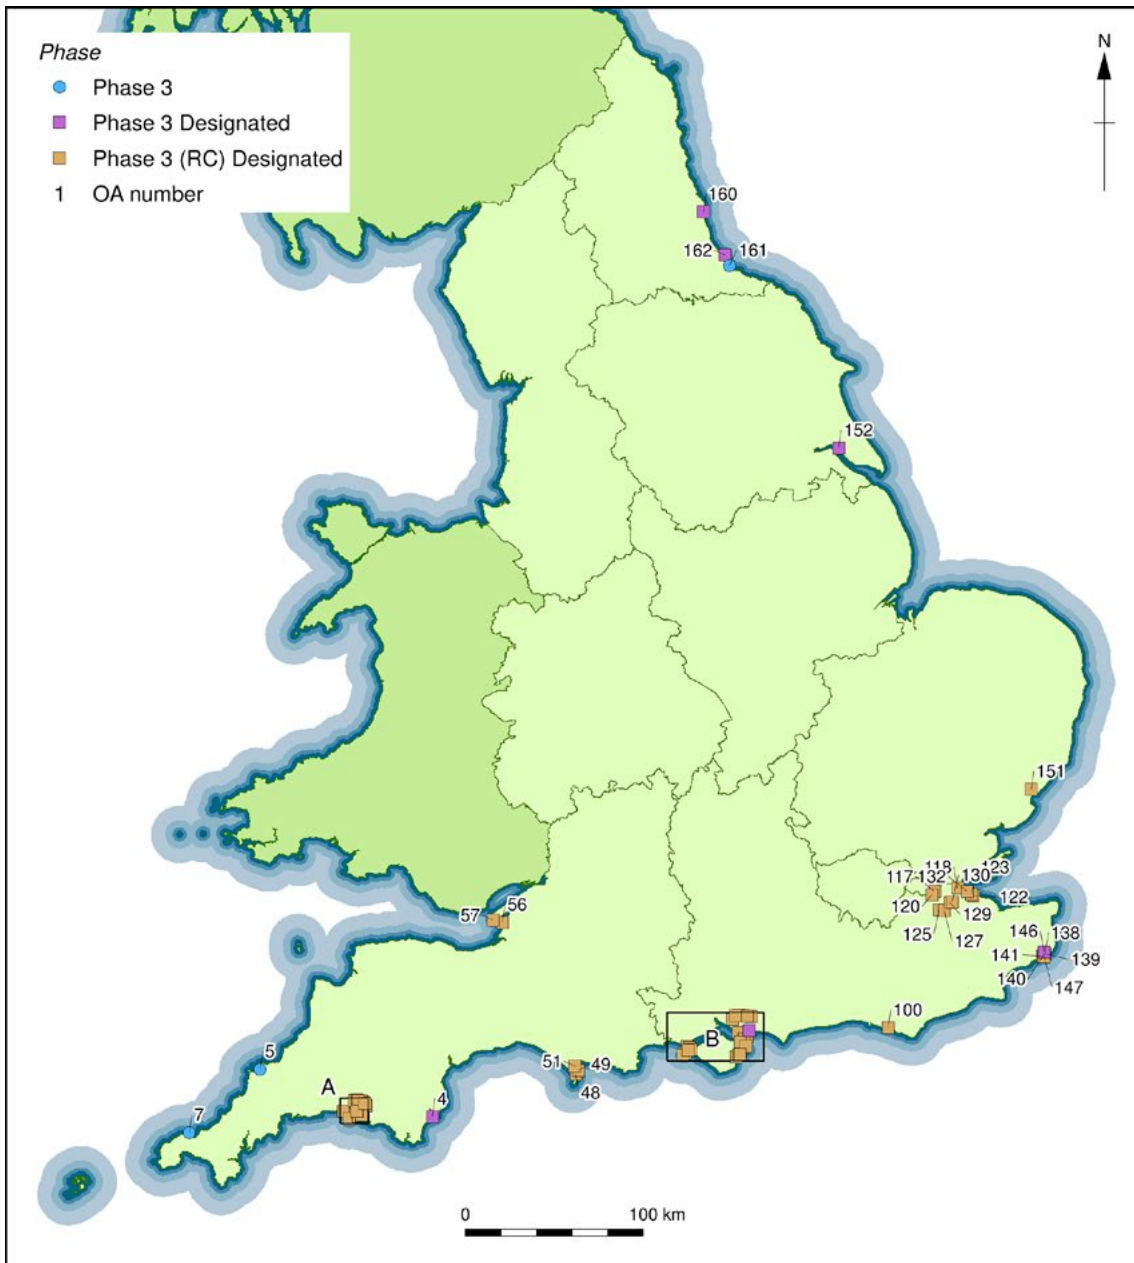 Phase
Phase 3
Phase 3 Designated
Phase 3 (RC) Designated
1 OA number
N
160
162 161
152
151
118 123
117 132 130
120 122
129
125 127
146 138
141 139
140 147
57 56
100
B
5
51 49
48
A
4
7
0 100 km